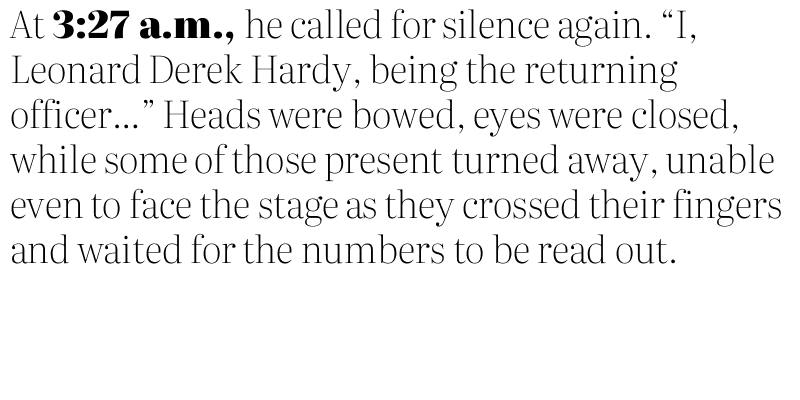 At 3:27 a.m., he called for silence again. “I,
Leonard Derek Hardy, being the returning
officer...” Heads were bowed, eyes were closed,
while some of those present turned away, unable
even to face the stage as they crossed their fingers
and waited for the numbers to be read out.